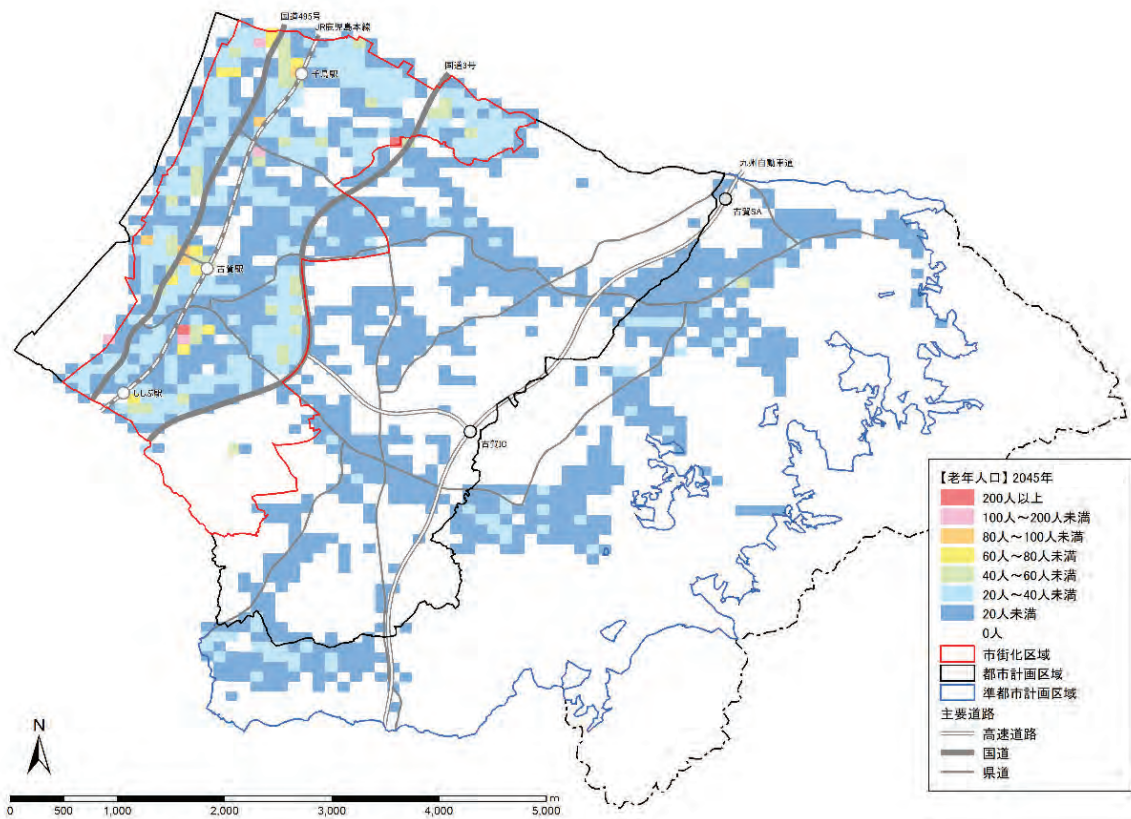 国道495号
JR鹿児島本線
千鳥駅
国道3号
九州自動車道
古賀SA
古賀駅
ししぶ駅
古賀IC
【老年人口】2045年
200人以上
100人～200人未満
80人～100人未満
60人～80人未満
40人～60人未満
20人～40人未満
20人未満
0人
市街化区域
都市計画区域
準都市計画区域
主要道路
高速道路
国道
県道
N
0 500 1,000 2,000 3,000 4,000 5,000 m